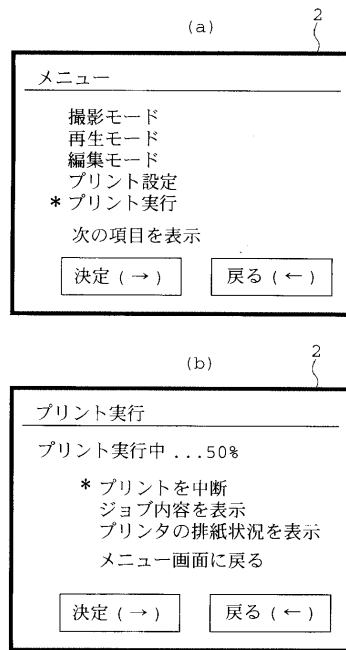 (a)
2
メニュー
撮影モード
再生モード
編集モード
プリント設定
* プリント実行
次の項目を表示
決定 ( → ) 戻る ( ← )
(b)
2
プリント実行
プリント実行中 ...50%
* プリントを中断
ジョブ内容を表示
プリンタの排紙状況を表示
メニュー画面に戻る
決定 ( → ) 戻る ( ← )